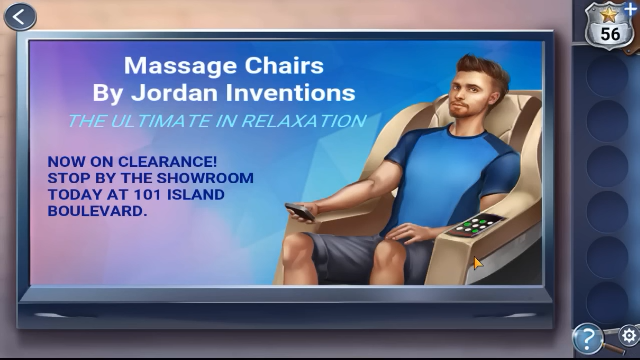 56
Massage Chairs
By Jordan Inventions
THE ULTIMATE IN RELAXATION
NOW ON CLEARANCE!
STOP BY THE SHOWROOM
TODAY AT 101 ISLAND
BOULEVARD.
?